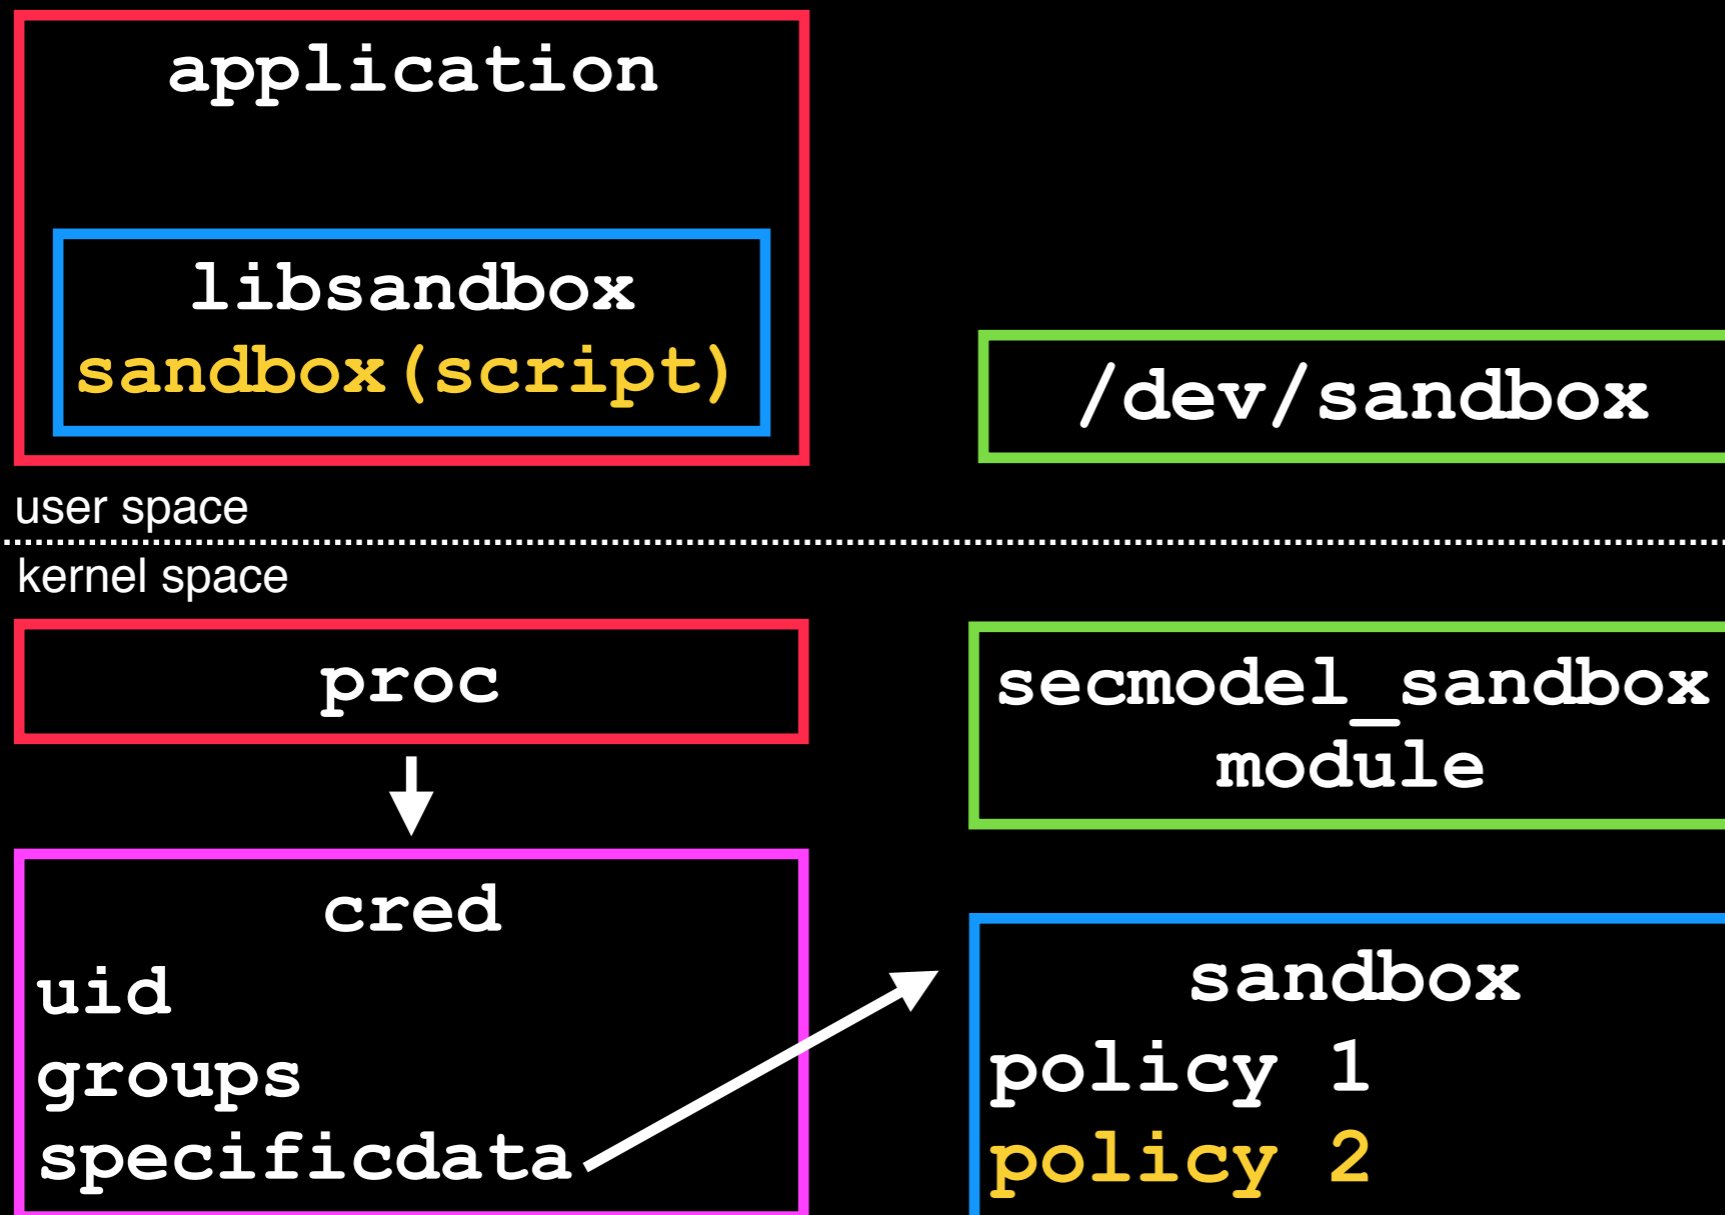 application
libsandbox
sandbox(script)
/dev/sandbox
user space
kernel space
proc
secmodel_sandbox
module
cred
uid
groups
specificdata
sandbox
policy 1
policy 2